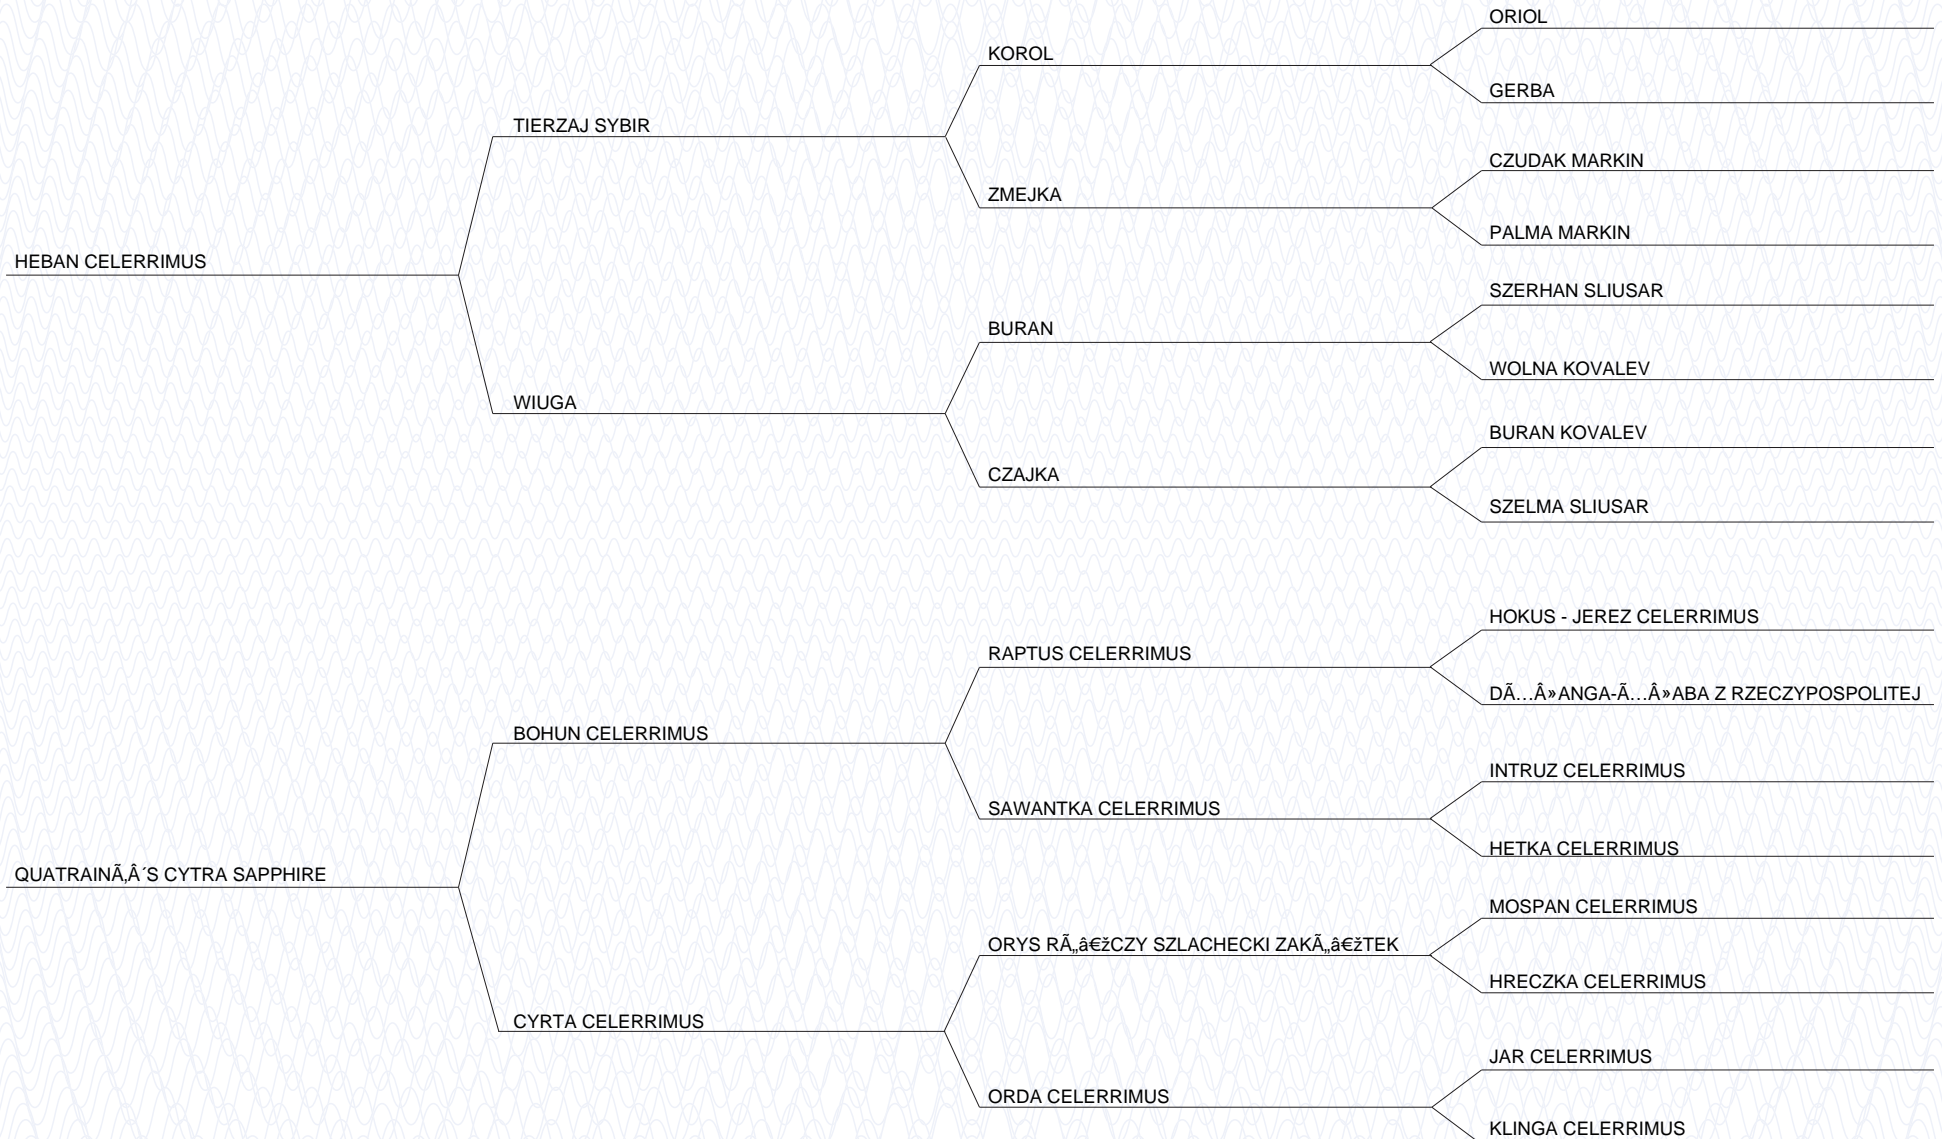 ORIOL
KOROL
GERBA
TIERZAJ SYBIR
CZUDAK MARKIN
ZMEJKA
PALMA MARKIN
HEBAN CELERRIMUS
SZERHAN SLIUSAR
BURAN
WOLNA KOVALEV
WIUGA
BURAN KOVALEV
CZAJKA
SZELMA SLIUSAR
HOKUS - JEREZ CELERRIMUS
RAPTUS CELERRIMUS
DÃ…Â»ANGA-Ã…Â»ABA Z RZECZYPOSPOLITEJ
BOHUN CELERRIMUS
INTRUZ CELERRIMUS
SAWANTKA CELERRIMUS
HETKA CELERRIMUS
QUATRAINÃ‚Â´S CYTRA SAPPHIRE
MOSPAN CELERRIMUS
ORYS RÃ„â€žCZY SZLACHECKI ZAKÃ„â€žTEK
HRECZKA CELERRIMUS
CYRTA CELERRIMUS
JAR CELERRIMUS
ORDA CELERRIMUS
KLINGA CELERRIMUS